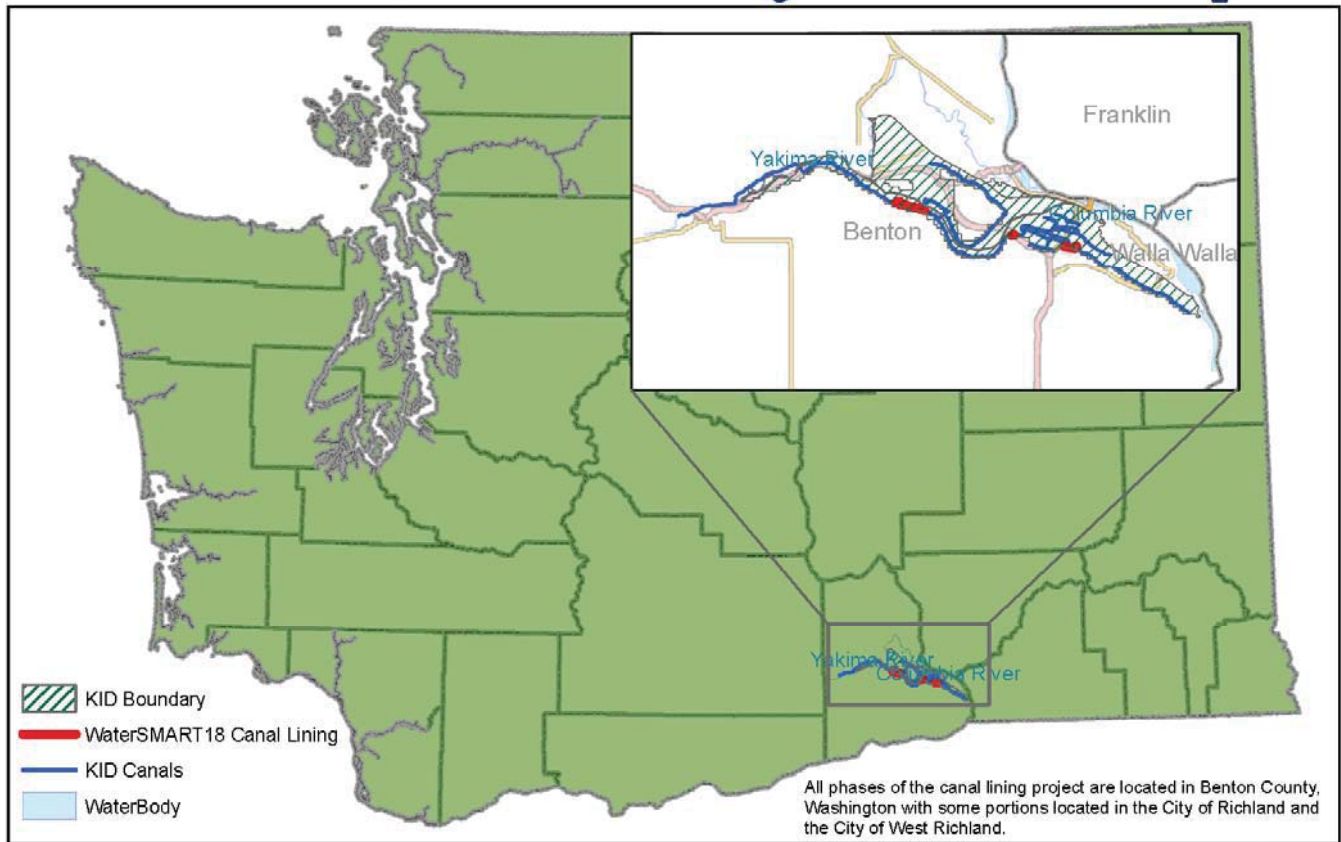 Franklin
Yakima River
Columbia River
Benton
Walla Walla
Yakima River
Columbia River
KID Boundary
WaterSMART18 Canal Lining
KID Canals
WaterBody
All phases of the canal lining project are located in Benton County,
Washington with some portions located in the City of Richland and
the City of West Richland.